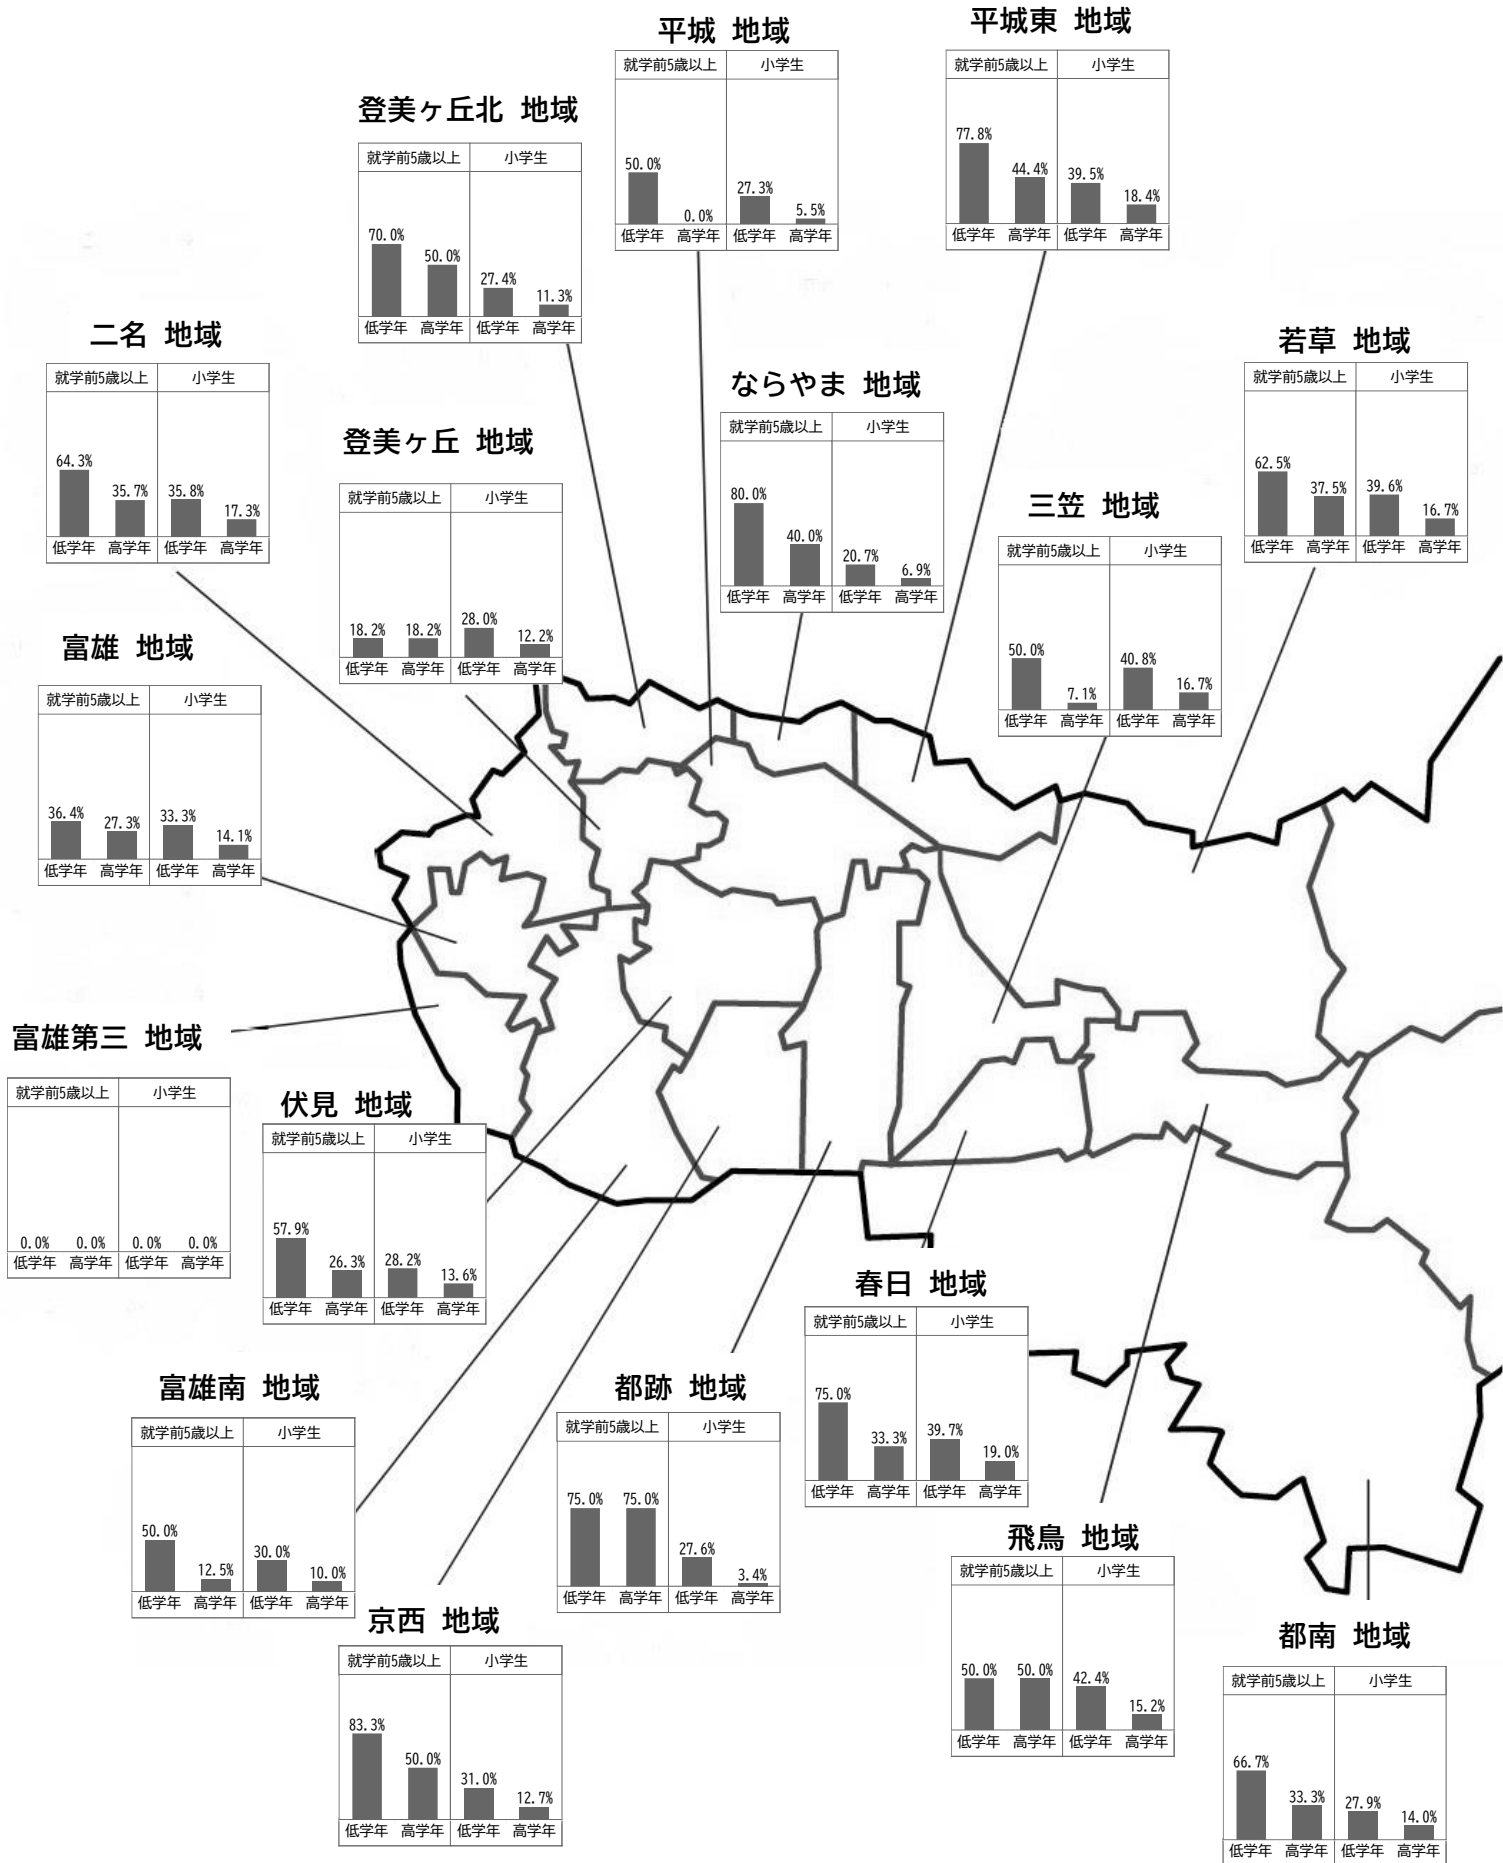 平城 地域
就学前5歳以上 小学生
50.0% 0.0% 27.3% 5.5%
低学年 高学年 低学年 高学年
平城東 地域
就学前5歳以上 小学生
77.8% 44.4% 39.5% 18.4%
低学年 高学年 低学年 高学年
登美ヶ丘北 地域
就学前5歳以上 小学生
70.0% 50.0% 27.4% 11.3%
低学年 高学年 低学年 高学年
二名 地域
就学前5歳以上 小学生
64.3% 35.7% 35.8% 17.3%
低学年 高学年 低学年 高学年
登美ヶ丘 地域
就学前5歳以上 小学生
18.2% 18.2% 28.0% 12.2%
低学年 高学年 低学年 高学年
ならやま 地域
就学前5歳以上 小学生
80.0% 40.0% 20.7% 6.9%
低学年 高学年 低学年 高学年
若草 地域
就学前5歳以上 小学生
62.5% 37.5% 39.6% 16.7%
低学年 高学年 低学年 高学年
三笠 地域
就学前5歳以上 小学生
50.0% 7.1% 40.8% 16.7%
低学年 高学年 低学年 高学年
富雄 地域
就学前5歳以上 小学生
36.4% 27.3% 33.3% 14.1%
低学年 高学年 低学年 高学年
富雄第三 地域
就学前5歳以上 小学生
0.0% 0.0% 0.0% 0.0%
低学年 高学年 低学年 高学年
伏見 地域
就学前5歳以上 小学生
57.9% 26.3% 28.2% 13.6%
低学年 高学年 低学年 高学年
春日 地域
就学前5歳以上 小学生
75.0% 33.3% 39.7% 19.0%
低学年 高学年 低学年 高学年
富雄南 地域
就学前5歳以上 小学生
50.0% 12.5% 30.0% 10.0%
低学年 高学年 低学年 高学年
都跡 地域
就学前5歳以上 小学生
75.0% 75.0% 27.6% 3.4%
低学年 高学年 低学年 高学年
飛鳥 地域
就学前5歳以上 小学生
50.0% 50.0% 42.4% 15.2%
低学年 高学年 低学年 高学年
京西 地域
就学前5歳以上 小学生
83.3% 50.0% 31.0% 12.7%
低学年 高学年 低学年 高学年
都南 地域
就学前5歳以上 小学生
66.7% 33.3% 27.9% 14.0%
低学年 高学年 低学年 高学年